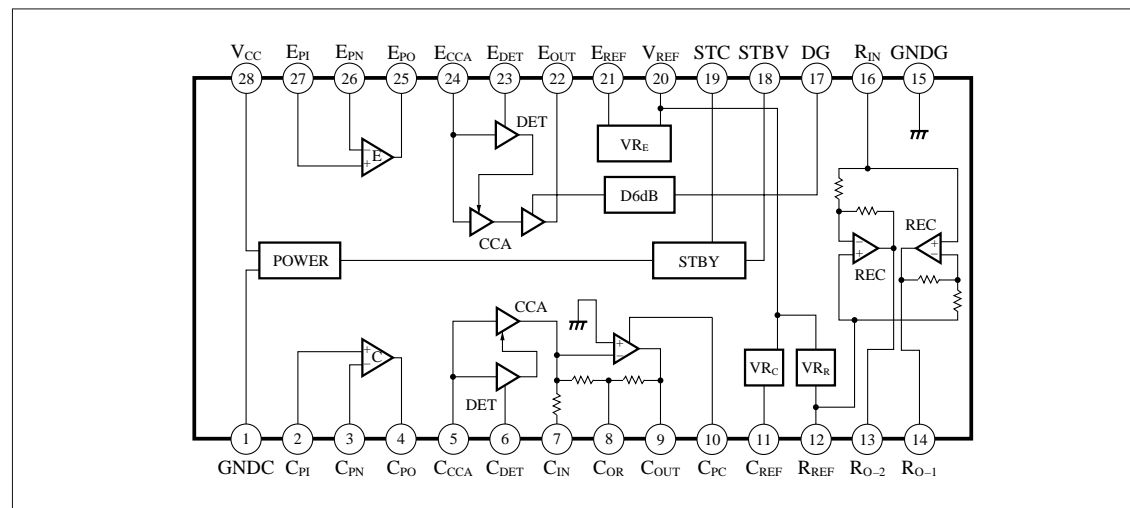 VCC EPI EPN EPO ECCA EDET EOUT EREF VREF STC STBV DG RIN GNDG
28 27 26 25 24 23 22 21 20 19 18 17 16 15
DET
VRE
− E
+
D6dB
CCA
REC
− +
+ −
REC
POWER
STBY
CCA
+ C
−
+
−
VRC VRR
DET
1 2 3 4 5 6 7 8 9 10 11 12 13 14
GNDC CPI CPN CPO CCCA CDET CIN COR COUT CPC CREF RREF RO–2 RO–1